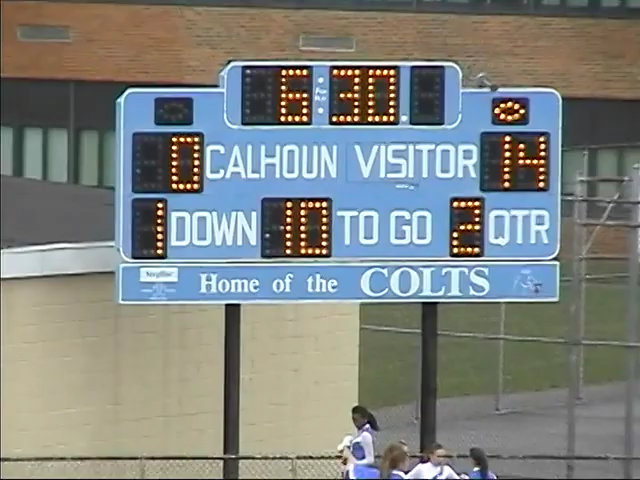 6:30
0 CALHOUN VISITOR 14
1 DOWN 10 TO GO 2 QTR
Home of the COLTS